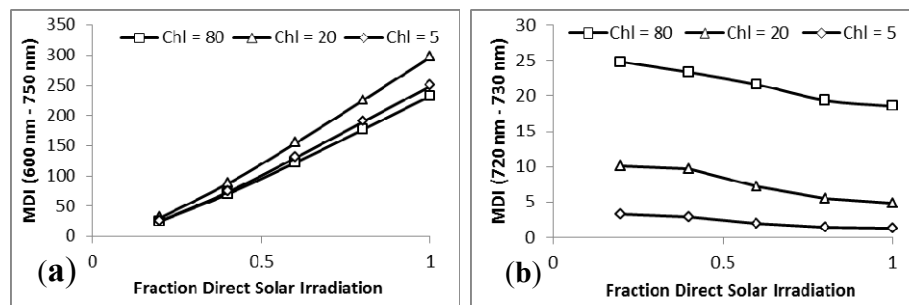 350
300
250
200
150
100
50
0
MDI (600 nm - 750 nm)
Chl = 80
Chl = 20
Chl = 5
0
0.5
1
Fraction Direct Solar Irradiation
(a)
30
25
20
15
10
5
0
MDI (720 nm - 730 nm)
Chl = 80
Chl = 20
Chl = 5
0
0.5
1
Fraction Direct Solar Irradiation
(b)